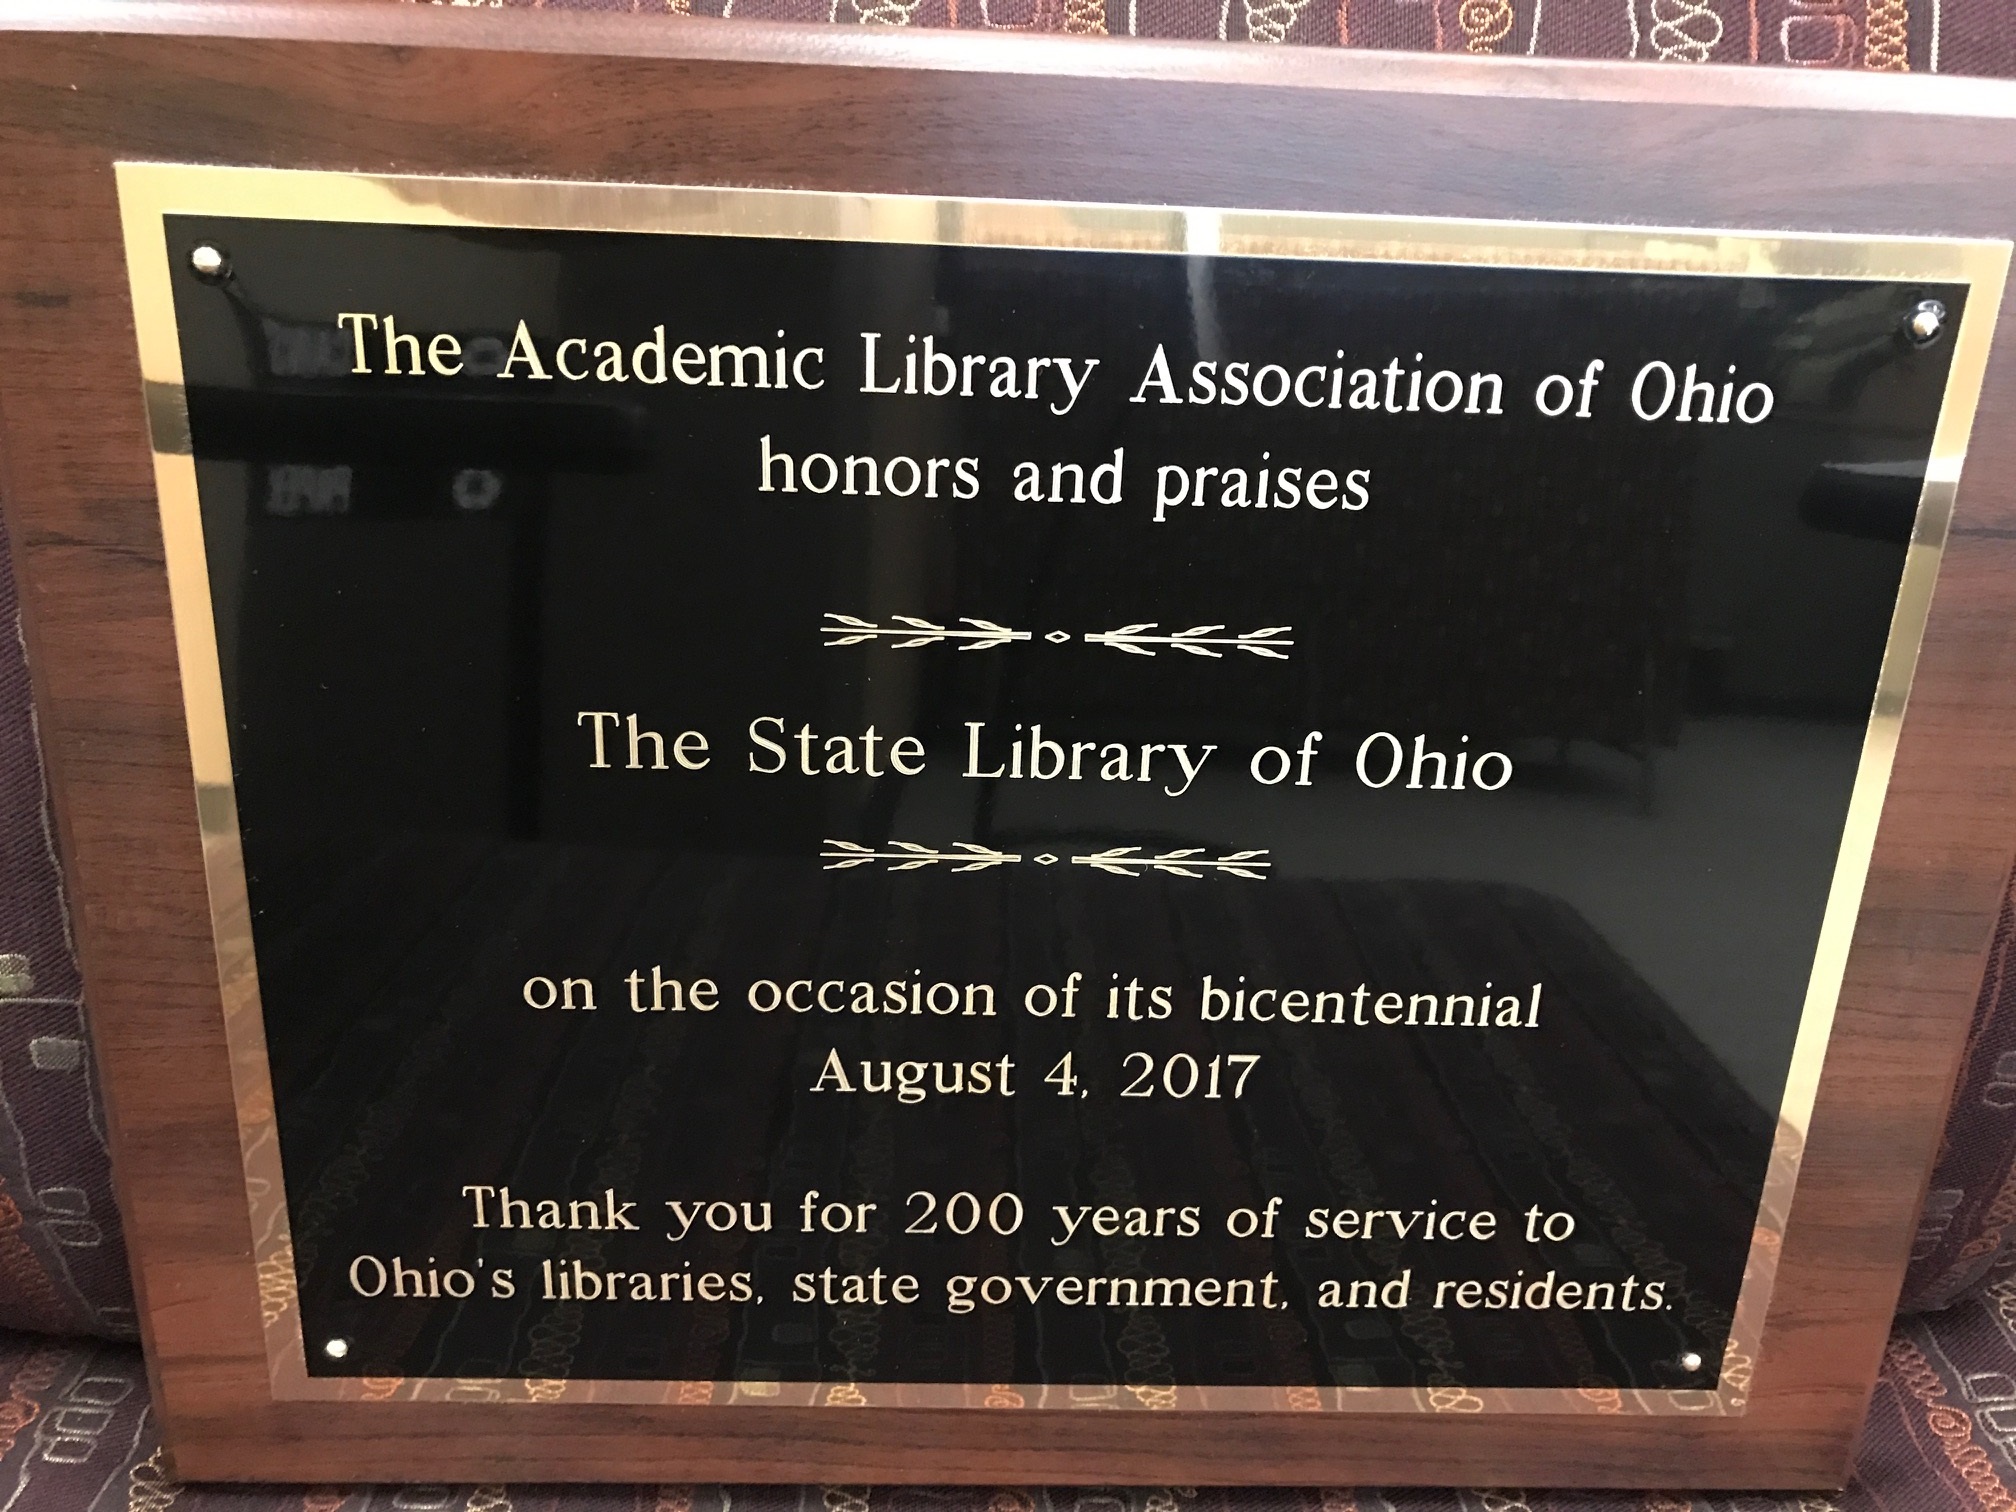 The Academic Library Association of Ohio
honors and praises
The State Library of Ohio
on the occasion of its bicentennial
August 4, 2017
Thank you for 200 years of service to
Ohio's libraries, state government, and residents.